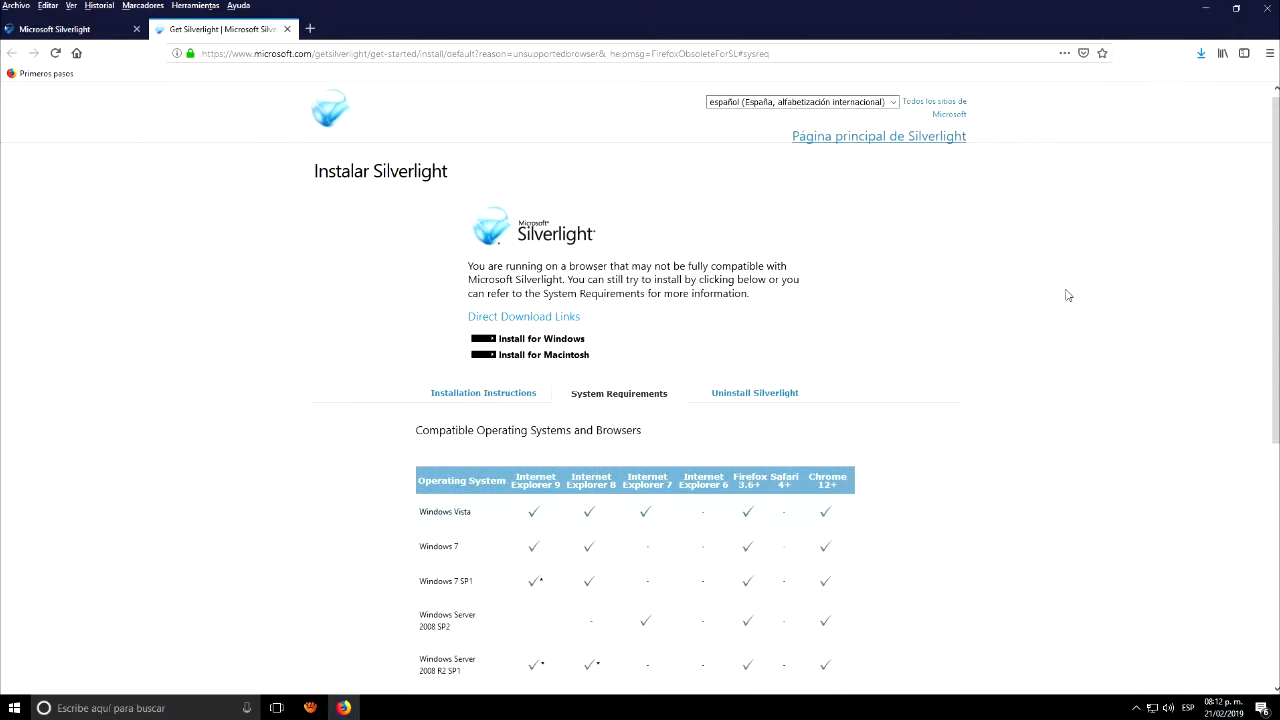 Archivo Editar Ver Historial Marcadores Herramientas Ayuda
Microsoft Silverlight
Get Silverlight | Microsoft Silve
https://www.microsoft.com/getsilverlight/get-started/install/default?reason=unsupportedbrowser&_helpmsg=FirefoxObsoleteForSL#sysreq
Primeros pasos
español (España, alfabetización internacional)
Todos los sitios de
Microsoft
Página principal de Silverlight
Instalar Silverlight
Microsoft®
Silverlight™
You are running on a browser that may not be fully compatible with
Microsoft Silverlight. You can still try to install by clicking below or you
can refer to the System Requirements for more information.
Direct Download Links
Install for Windows
Install for Macintosh
Installation Instructions System Requirements Uninstall Silverlight
Compatible Operating Systems and Browsers
Operating System Internet Explorer 9 Internet Explorer 8 Internet Explorer 7 Internet Explorer 6 Firefox 3.6+ Safari 4+ Chrome 12+
Windows Vista ✓ ✓ ✓ - ✓ - ✓
Windows 7 ✓ ✓ - - ✓ - ✓
Windows 7 SP1 ✓* ✓ - - ✓ - ✓
Windows Server
2008 SP2 - ✓ - ✓ - ✓
Windows Server
2008 R2 SP1 ✓* ✓* - - ✓ - ✓
Escribe aquí para buscar
ESP
08:12 p. m.
21/02/2019
6